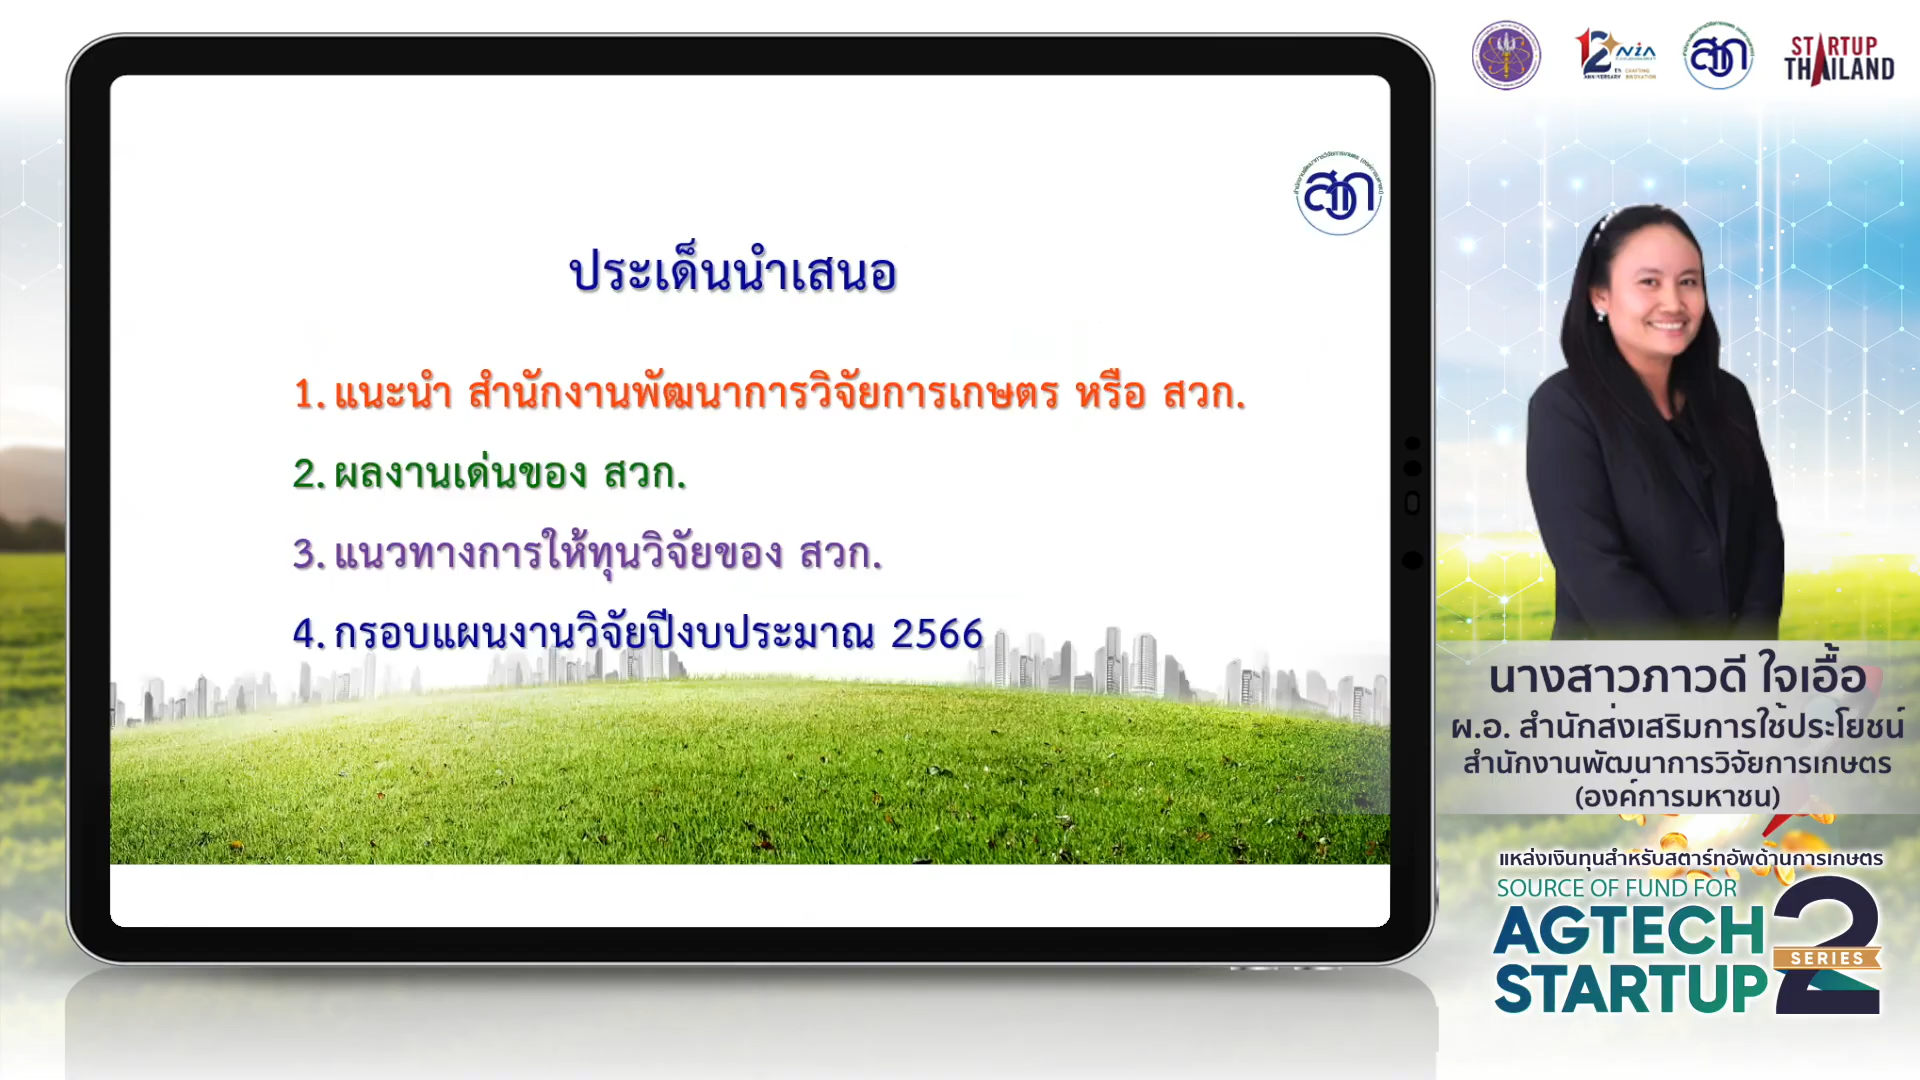 ประเด็นนำเสนอ
1. แนะนำ สำนักงานพัฒนาการวิจัยการเกษตร หรือ สวก.
2. ผลงานเด่นของ สวก.
3. แนวทางการให้ทุนวิจัยของ สวก.
4. กรอบแผนงานวิจัยปีงบประมาณ 2566
สวก
12 NIA
ANNIVERSARY
สวก
STARTUP
THAILAND
นางสาวภาวดี ใจเอื้อ
ผ.อ. สำนักส่งเสริมการใช้ประโยชน์
สำนักงานพัฒนาการวิจัยการเกษตร
(องค์การมหาชน)
แหล่งเงินทุนสำหรับสตาร์ทอัพด้านการเกษตร
SOURCE OF FUND FOR
AGTECH
STARTUP
2
SERIES